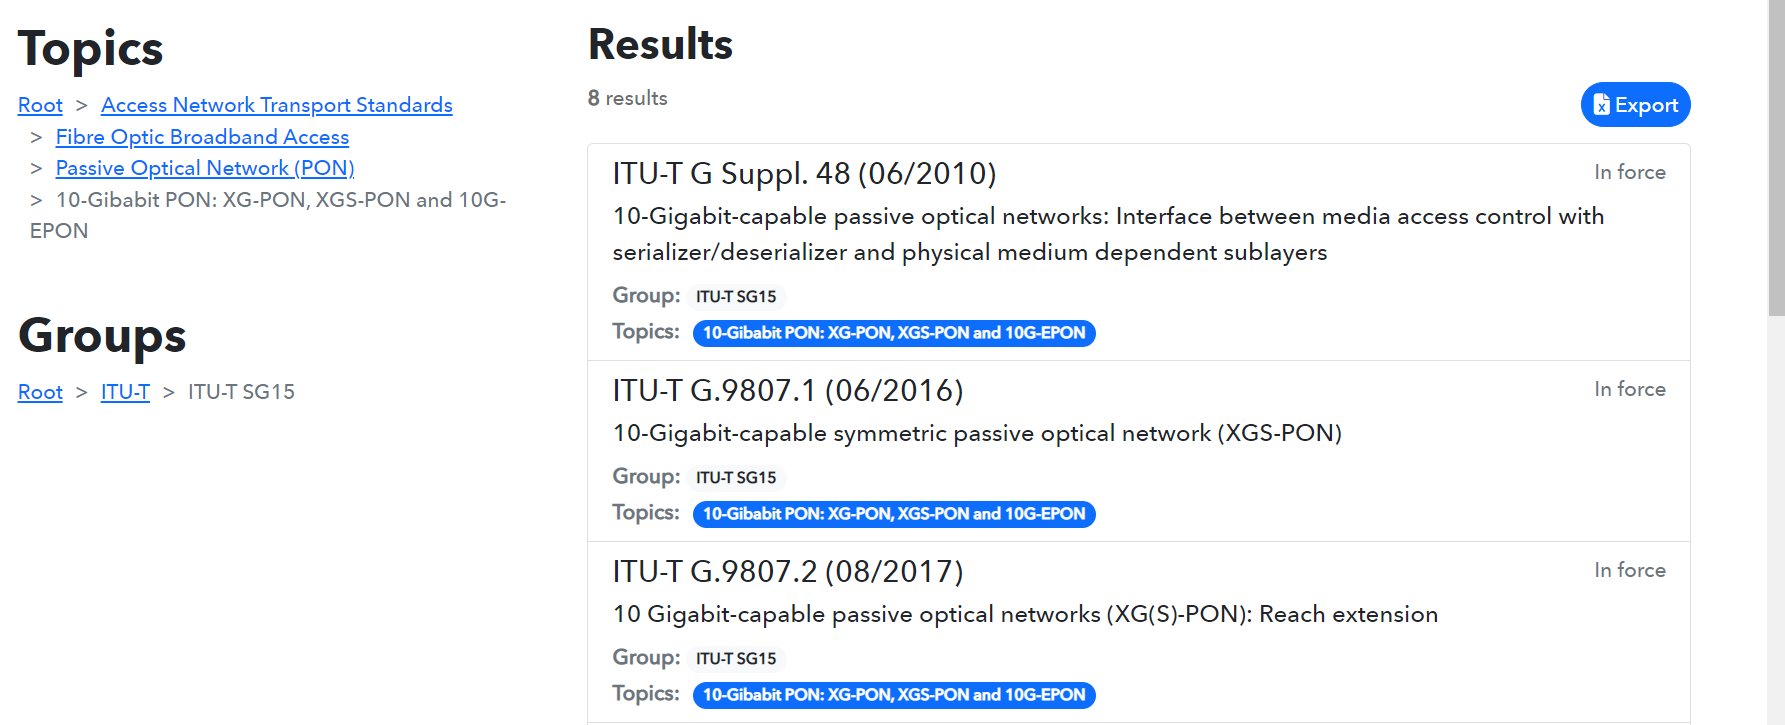 Topics
Root > Access Network Transport Standards
> Fibre Optic Broadband Access
> Passive Optical Network (PON)
> 10-Gibabit PON: XG-PON, XGS-PON and 10G-
EPON
Groups
Root > ITU-T > ITU-T SG15
Results
8 results
Export
ITU-T G Suppl. 48 (06/2010)
In force
10-Gigabit-capable passive optical networks: Interface between media access control with
serializer/deserializer and physical medium dependent sublayers
Group: ITU-T SG15
Topics: 10-Gibabit PON: XG-PON, XGS-PON and 10G-EPON
ITU-T G.9807.1 (06/2016)
In force
10-Gigabit-capable symmetric passive optical network (XGS-PON)
Group: ITU-T SG15
Topics: 10-Gibabit PON: XG-PON, XGS-PON and 10G-EPON
ITU-T G.9807.2 (08/2017)
In force
10 Gigabit-capable passive optical networks (XG(S)-PON): Reach extension
Group: ITU-T SG15
Topics: 10-Gibabit PON: XG-PON, XGS-PON and 10G-EPON